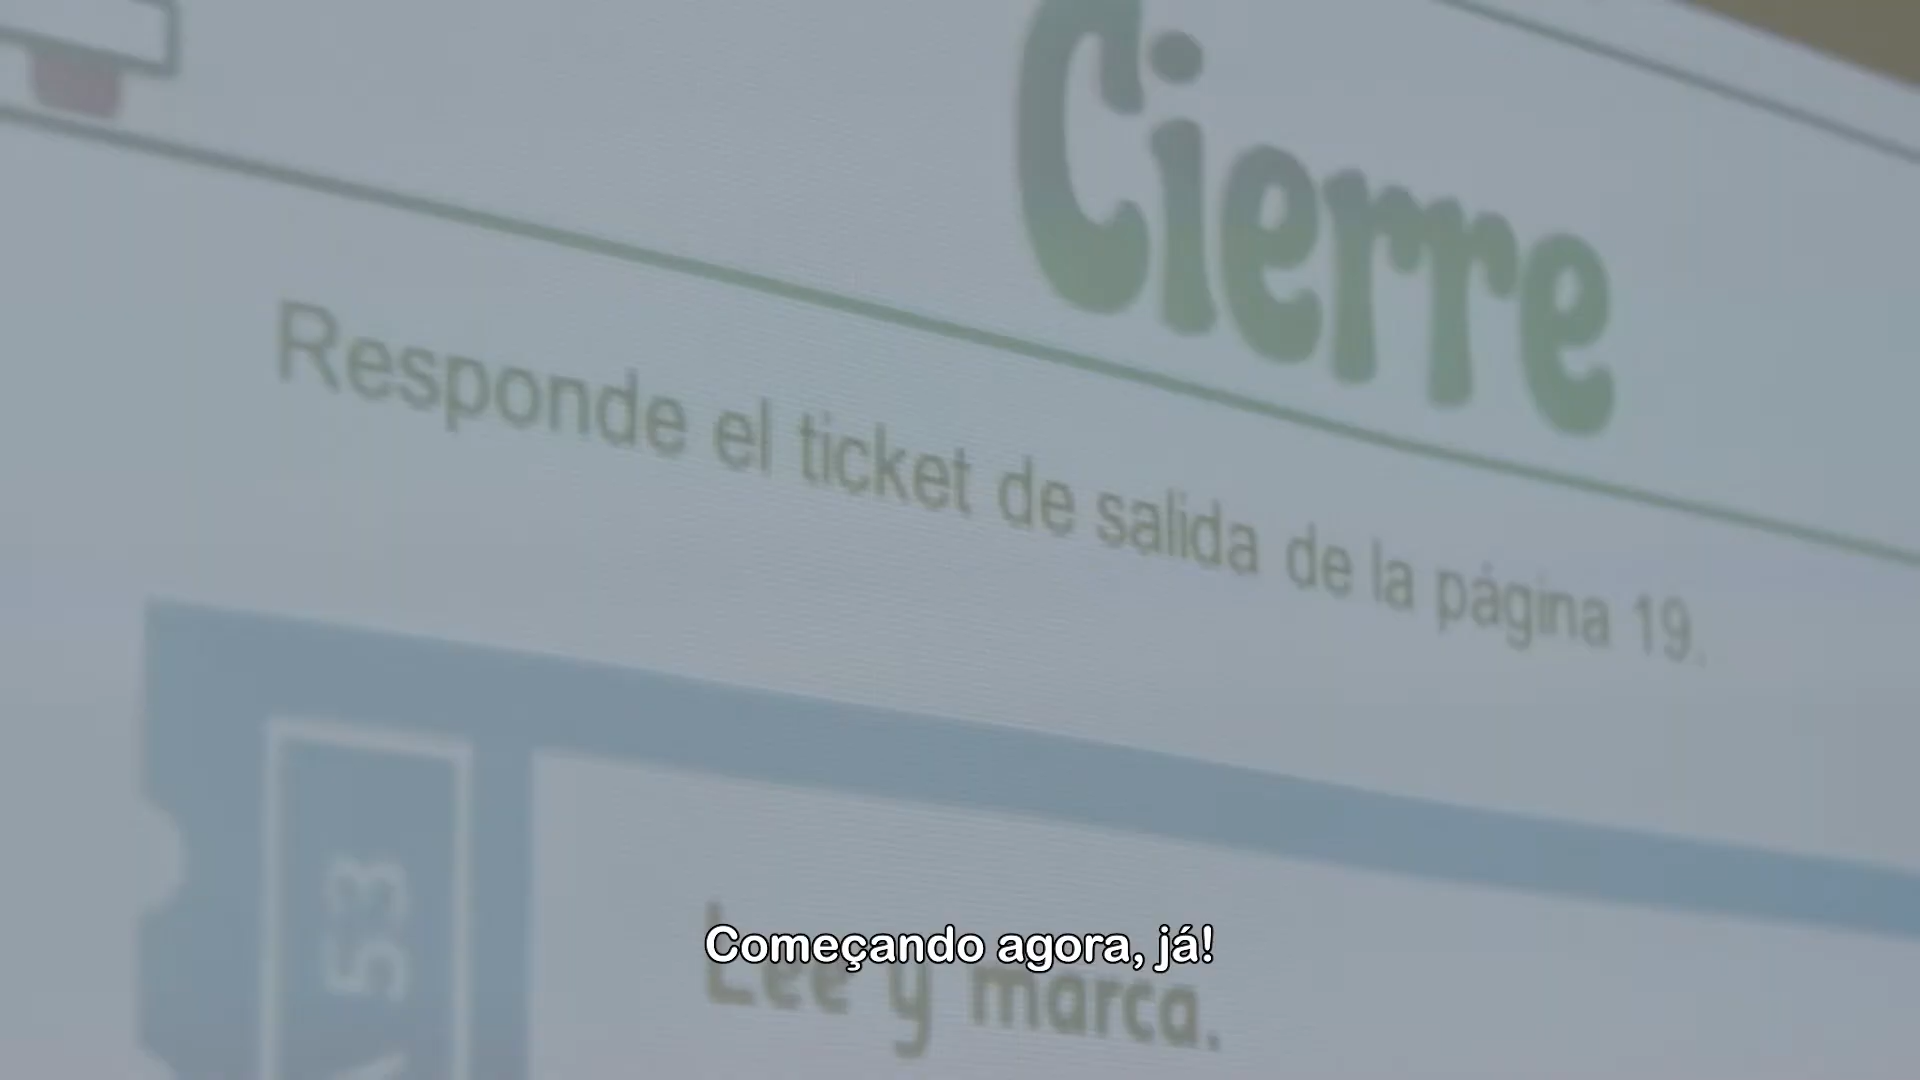 Cierre
Responde el ticket de salida de la página 19.
53
Começando agora, já!
Lee y marca.